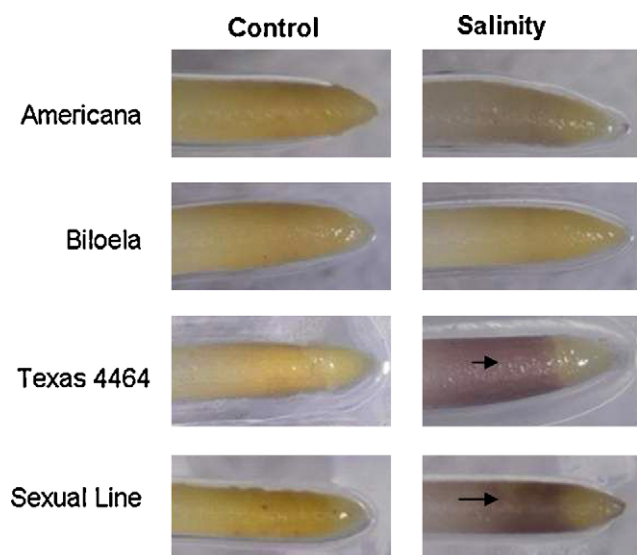 Control Salinity
Americana
Biloela
Texas 4464
Sexual Line